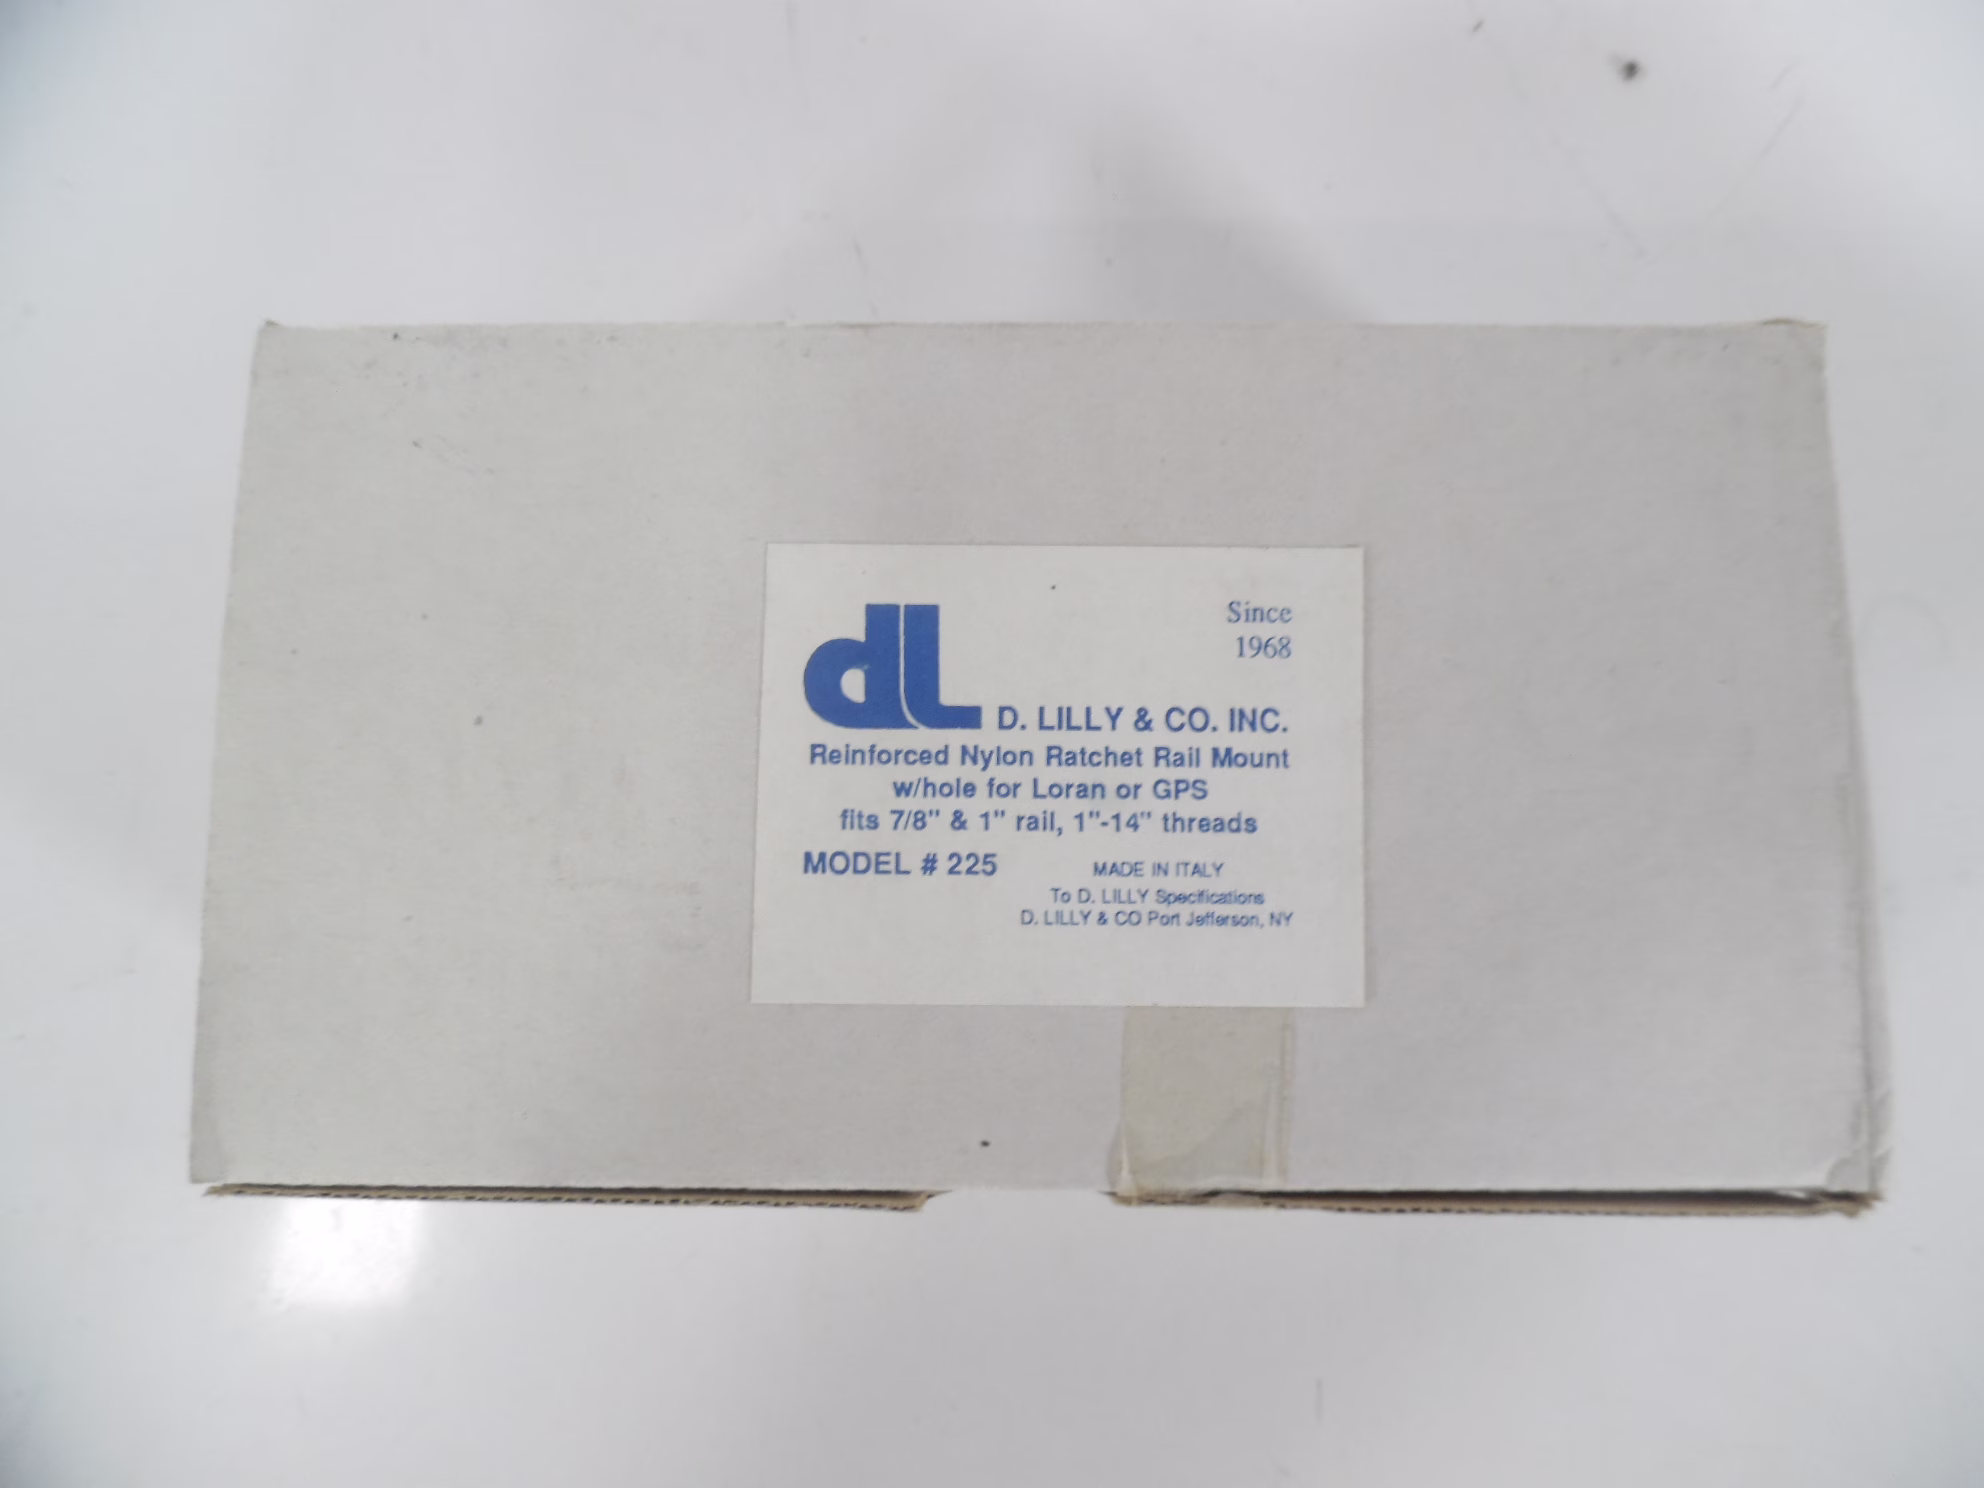 dL
Since
1968
D. LILLY & CO. INC.
Reinforced Nylon Ratchet Rail Mount
w/hole for Loran or GPS
fits 7/8" & 1" rail, 1"-14" threads
MODEL # 225
MADE IN ITALY
To D. LILLY Specifications
D. LILLY & CO Port Jefferson, NY